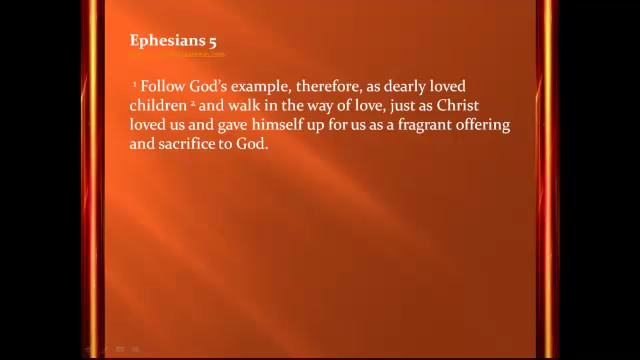 Ephesians 5
¹ Follow God's example, therefore, as dearly loved
children ² and walk in the way of love, just as Christ
loved us and gave himself up for us as a fragrant offering
and sacrifice to God.